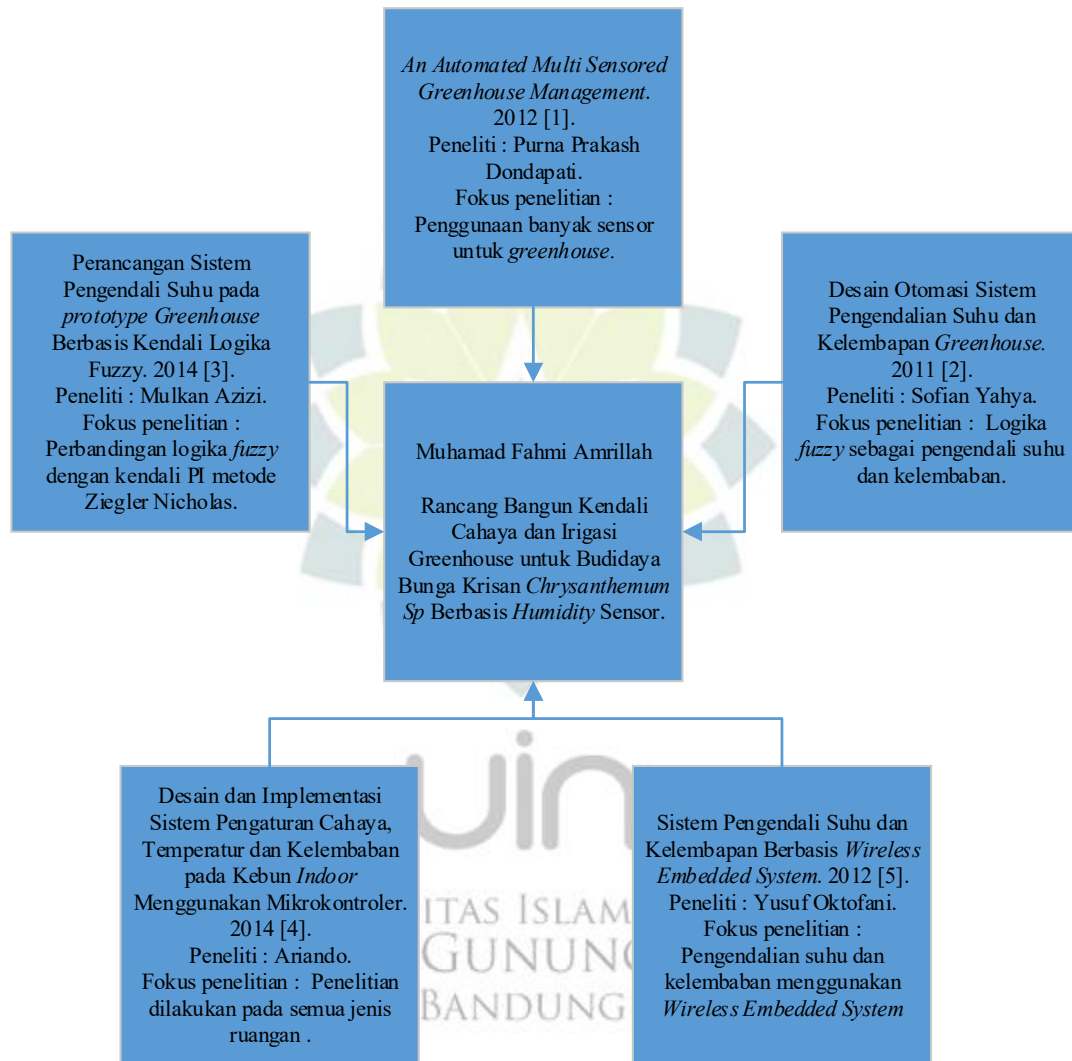 An Automated Multi Sensored
Greenhouse Management.
2012 [1].
Peneliti : Purna Prakash
Dondapati.
Fokus penelitian :
Penggunaan banyak sensor
untuk greenhouse.
Perancangan Sistem
Pengendali Suhu pada
prototype Greenhouse
Berbasis Kendali Logika
Fuzzy. 2014 [3].
Peneliti : Mulkan Azizi.
Fokus penelitian :
Perbandingan logika fuzzy
dengan kendali PI metode
Ziegler Nicholas.
Desain Otomasi Sistem
Pengendalian Suhu dan
Kelembapan Greenhouse.
2011 [2].
Peneliti : Sofian Yahya.
Fokus penelitian :  Logika
fuzzy sebagai pengendali suhu
dan kelembaban.
Muhamad Fahmi Amrillah
Rancang Bangun Kendali
Cahaya dan Irigasi
Greenhouse untuk Budidaya
Bunga Krisan Chrysanthemum
Sp Berbasis Humidity Sensor.
Desain dan Implementasi
Sistem Pengaturan Cahaya,
Temperatur dan Kelembaban
pada Kebun Indoor
Menggunakan Mikrokontroler.
2014 [4].
Peneliti : Ariando.
Fokus penelitian :  Penelitian
dilakukan pada semua jenis
ruangan .
Sistem Pengendali Suhu dan
Kelembapan Berbasis Wireless
Embedded System. 2012 [5].
Peneliti : Yusuf Oktofani.
Fokus penelitian :
Pengendalian suhu dan
kelembaban menggunakan
Wireless Embedded System
uin
ITAS ISLAM
GUNUN
BANDUNG